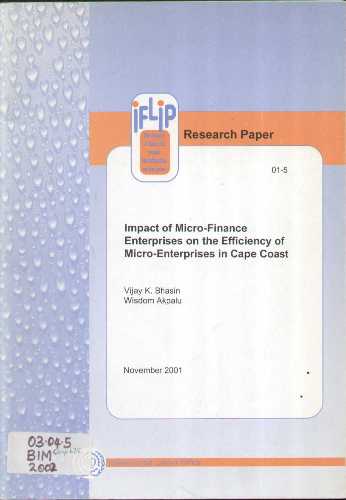 iFLIP
Research Paper
01-5
Impact of Micro-Finance
Enterprises on the Efficiency of
Micro-Enterprises in Cape Coast
Vijay K. Bhasin
Wisdom Akpalu
November 2001
03·04·5
BIM
2002